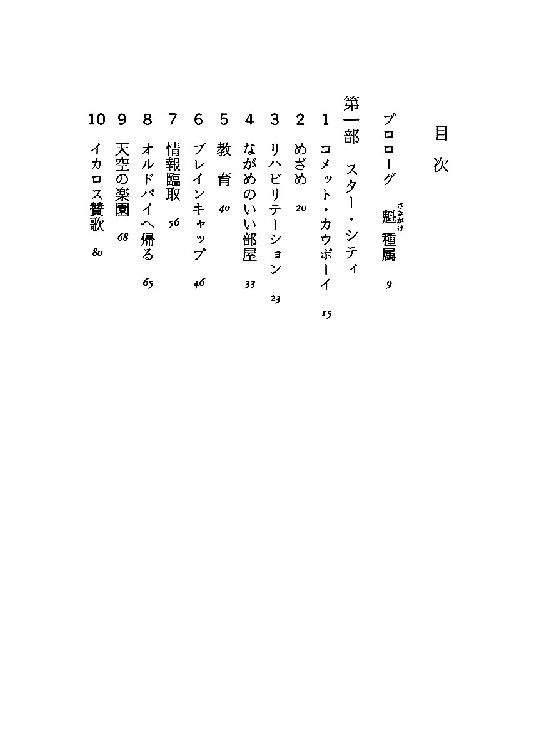 目次
プロローグ 魁種属 9
さきがけ
第一部 スター・シティ
1 コメット・カウボーイ 15
2 めざめ 20
3 リハビリテーション 23
4 ながめのいい部屋 33
5 教育 40
6 ブレインキャップ 46
7 情報臨取 56
8 オルドバイへ帰る 65
9 天空の楽園 68
10 イカロス賛歌 80